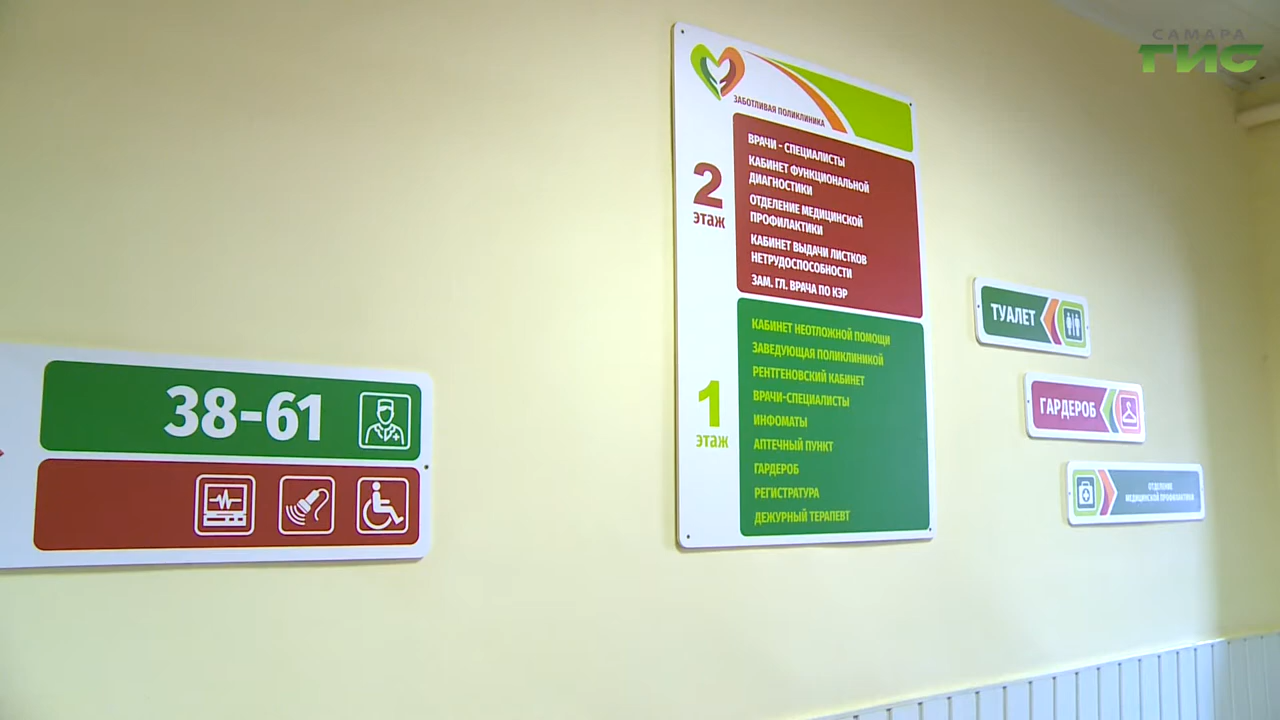 САМАРА
ГИС
ЗАБОТЛИВАЯ ПОЛИКЛИНИКА
2
этаж
ВРАЧИ - СПЕЦИАЛИСТЫ
КАБИНЕТ ФУНКЦИОНАЛЬНОЙ
ДИАГНОСТИКИ
ОТДЕЛЕНИЕ МЕДИЦИНСКОЙ
ПРОФИЛАКТИКИ
КАБИНЕТ ВЫДАЧИ ЛИСТКОВ
НЕТРУДОСПОСОБНОСТИ
ЗАМ. ГЛ. ВРАЧА ПО КЭР
1
этаж
КАБИНЕТ НЕОТЛОЖНОЙ ПОМОЩИ
ЗАВЕДУЮЩАЯ ПОЛИКЛИНИКОЙ
РЕНТГЕНОВСКИЙ КАБИНЕТ
ВРАЧИ-СПЕЦИАЛИСТЫ
ИНФОМАТЫ
АПТЕЧНЫЙ ПУНКТ
ГАРДЕРОБ
РЕГИСТРАТУРА
ДЕЖУРНЫЙ ТЕРАПЕВТ
38-61
ТУАЛЕТ
ГАРДЕРОБ
ОТДЕЛЕНИЕ
МЕДИЦИНСКОЙ ПРОФИЛАКТИКИ